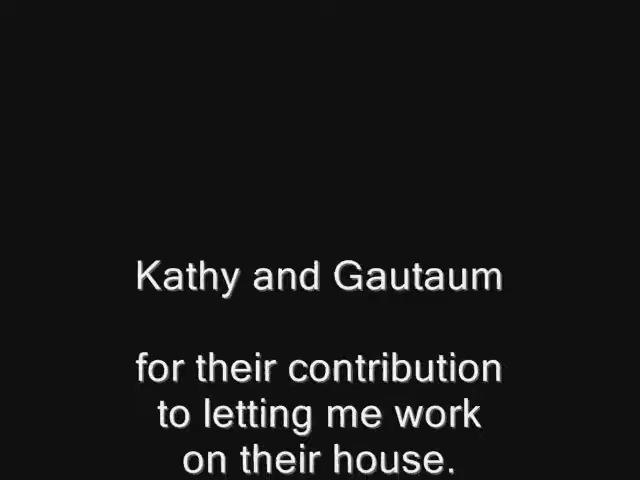 Kathy and Gautaum
for their contribution
to letting me work
on their house.